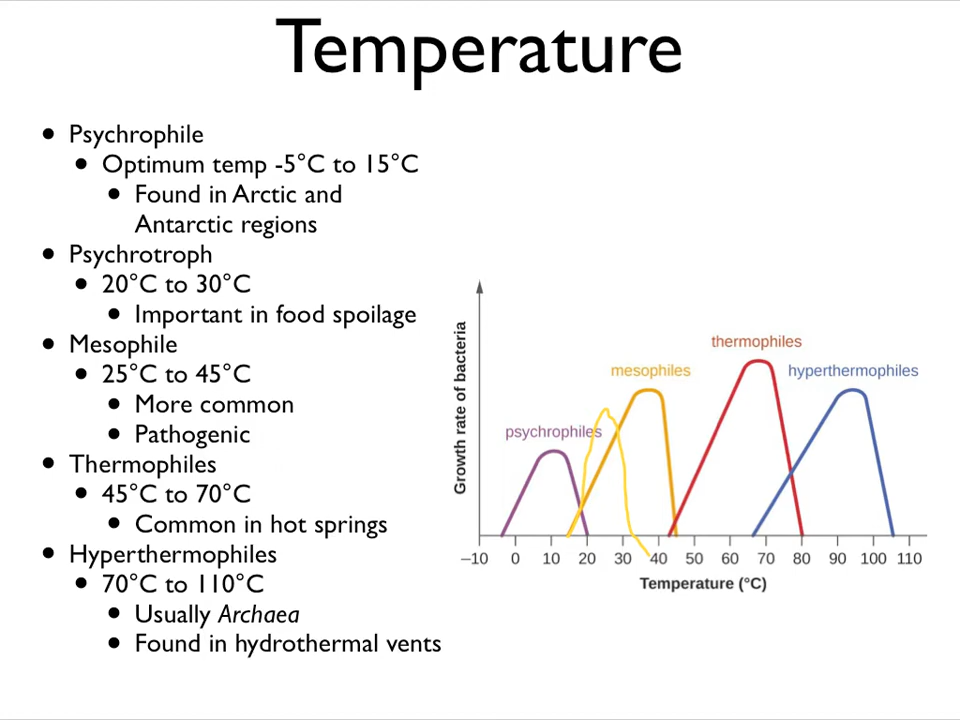 Temperature
• Psychrophile
• Optimum temp -5°C to 15°C
• Found in Arctic and
Antarctic regions
• Psychrotroph
• 20°C to 30°C
• Important in food spoilage
• Mesophile
• 25°C to 45°C
• More common
• Pathogenic
• Thermophiles
• 45°C to 70°C
• Common in hot springs
• Hyperthermophiles
• 70°C to 110°C
• Usually Archaea
• Found in hydrothermal vents
Growth rate of bacteria
psychrophiles
mesophiles
thermophiles
hyperthermophiles
–10 0 10 20 30 40 50 60 70 80 90 100 110
Temperature (°C)